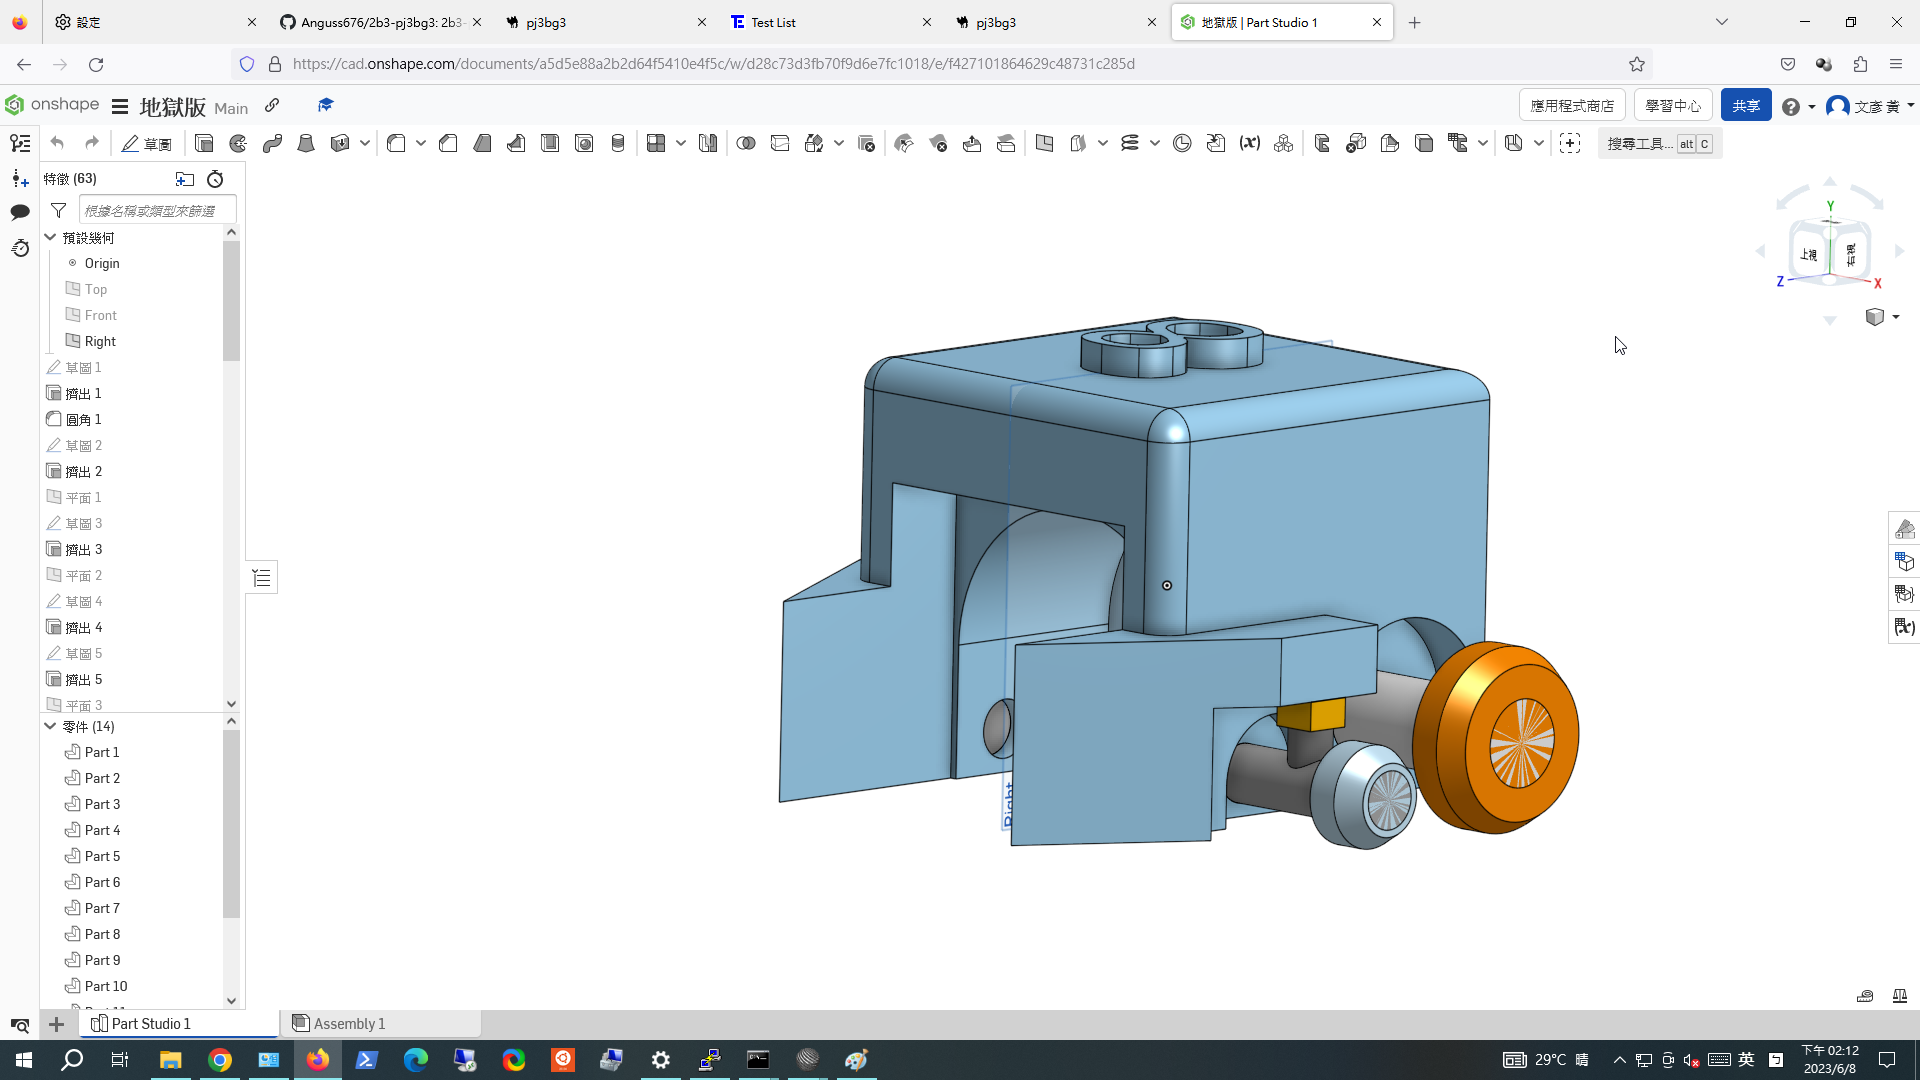 設定
Anguss676/2b3-pj3bg3: 2b3-
pj3bg3
Test List
pj3bg3
地獄版 | Part Studio 1
https://cad.onshape.com/documents/a5d5e88a2b2d64f5410e4f5c/w/d28c73d3fb70f9d6e7fc1018/e/f427101864629c48731c285d
onshape
地獄版 Main
應用程式商店
學習中心
共享
文彥 黃
草圖
搜尋工具... alt C
特徵 (63)
根據名稱或類型來篩選
預設幾何
Origin
Top
Front
Right
草圖 1
擠出 1
圓角 1
草圖 2
擠出 2
平面 1
草圖 3
擠出 3
平面 2
草圖 4
擠出 4
草圖 5
擠出 5
平面 3
零件 (14)
Part 1
Part 2
Part 3
Part 4
Part 5
Part 6
Part 7
Part 8
Part 9
Part 10
Right
Y
上視
右視
Z
X
Part Studio 1
Assembly 1
29°C 晴
英
下午 02:12
2023/6/8